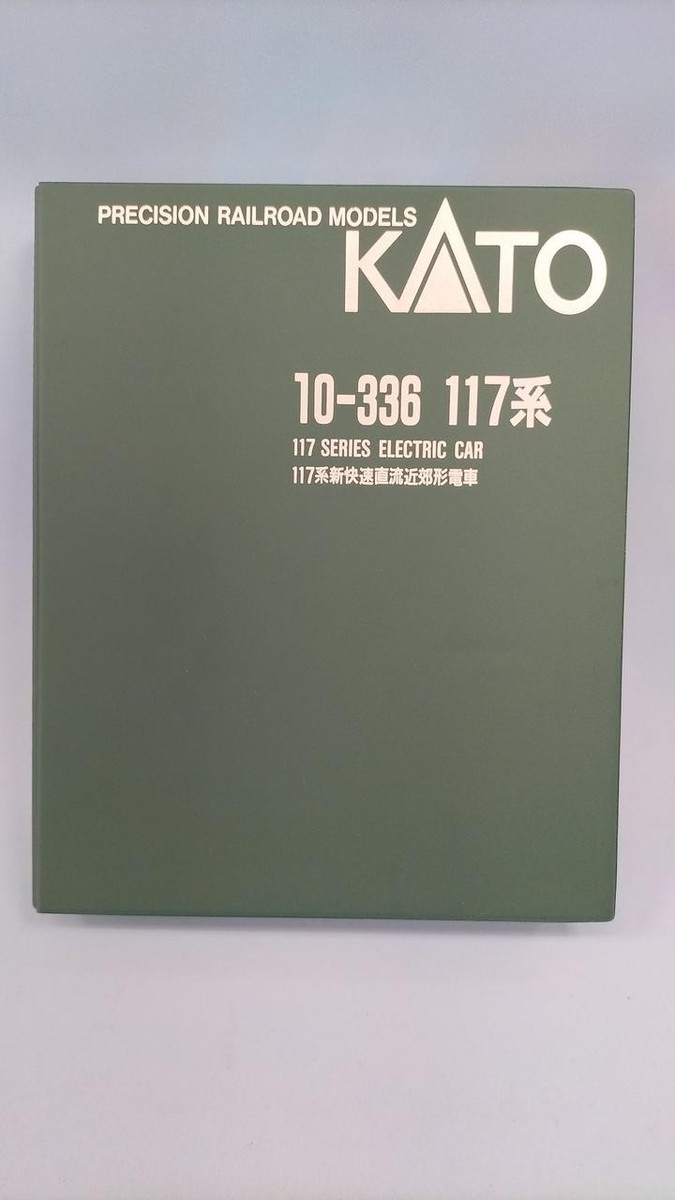 PRECISION RAILROAD MODELS
KATO
10-336 117系
117 SERIES ELECTRIC CAR
117系新快速直流近郊形電車